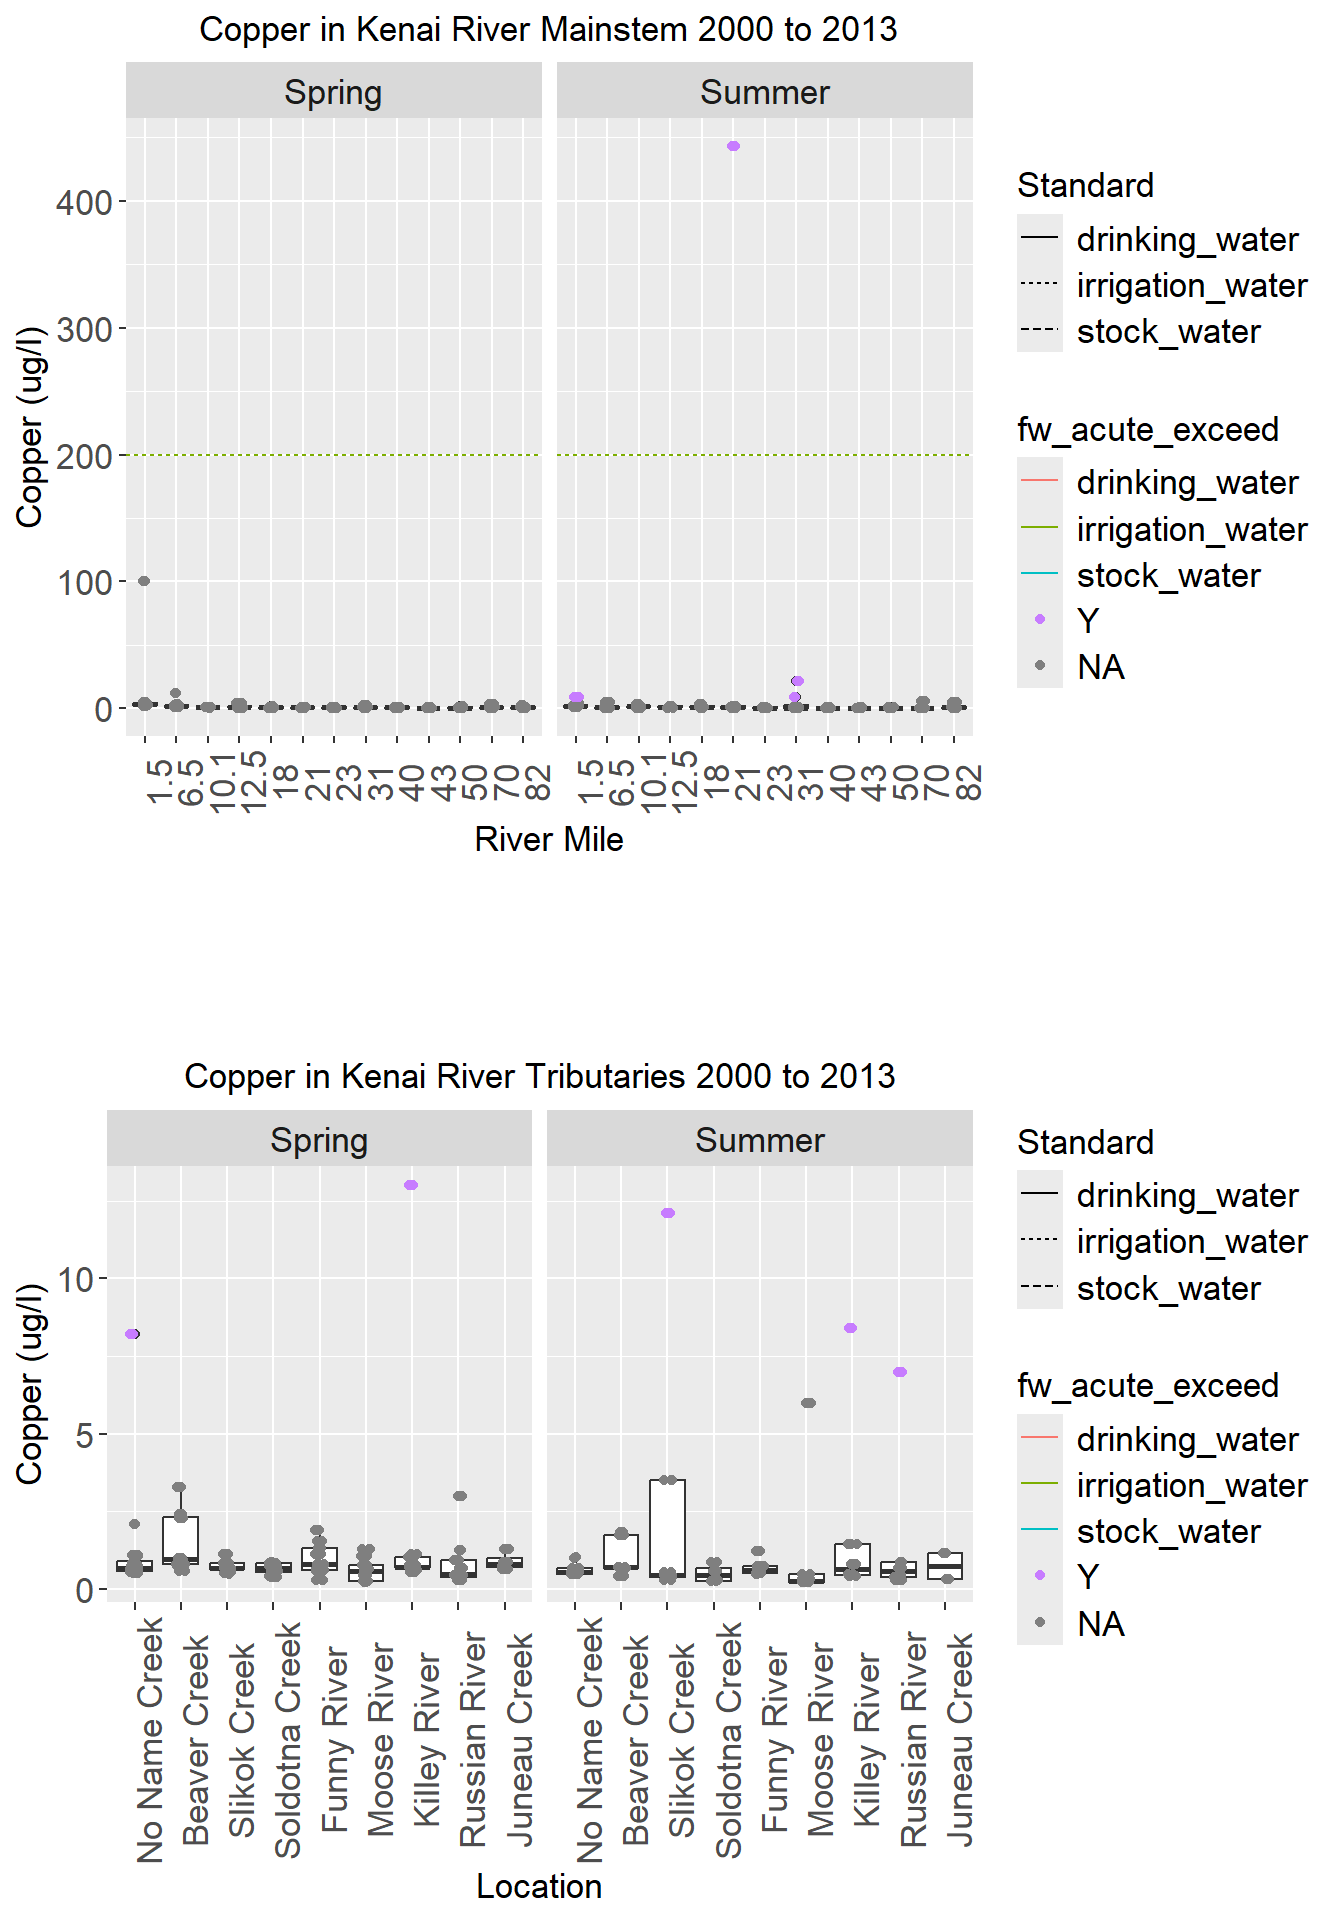 Copper in Kenai River Mainstem 2000 to 2013
Spring
Summer
Copper (ug/l)
400
300
200
100
0
1.5
6.5
10.1
12.5
18
21
23
31
40
43
50
70
82
1.5
6.5
10.1
12.5
18
21
23
31
40
43
50
70
82
River Mile
Standard
drinking_water
irrigation_water
stock_water
fw_acute_exceed
drinking_water
irrigation_water
stock_water
Y
NA
Copper in Kenai River Tributaries 2000 to 2013
Spring
Summer
Copper (ug/l)
10
5
0
No Name Creek
Beaver Creek
Slikok Creek
Soldotna Creek
Funny River
Moose River
Killey River
Russian River
Juneau Creek
No Name Creek
Beaver Creek
Slikok Creek
Soldotna Creek
Funny River
Moose River
Killey River
Russian River
Juneau Creek
Location
Standard
drinking_water
irrigation_water
stock_water
fw_acute_exceed
drinking_water
irrigation_water
stock_water
Y
NA